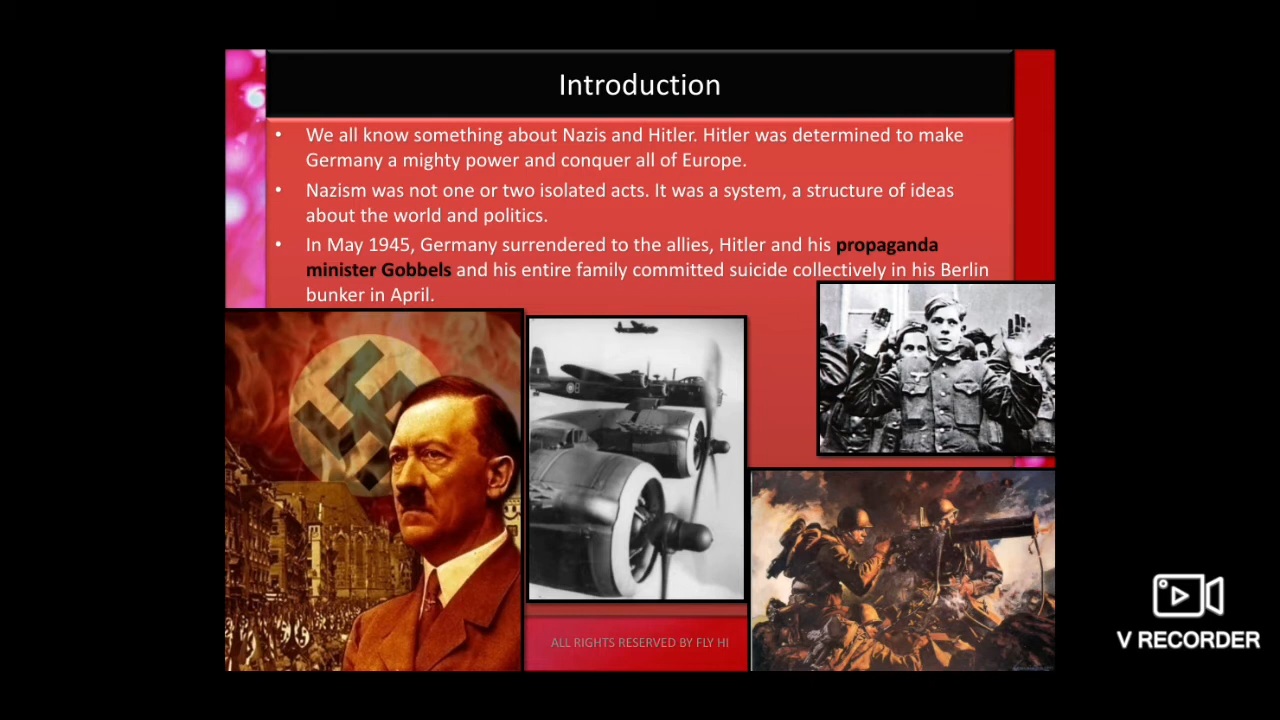 Introduction
• We all know something about Nazis and Hitler. Hitler was determined to make
Germany a mighty power and conquer all of Europe.
• Nazism was not one or two isolated acts. It was a system, a structure of ideas
about the world and politics.
• In May 1945, Germany surrendered to the allies, Hitler and his propaganda
minister Gobbels and his entire family committed suicide collectively in his Berlin
bunker in April.
ALL RIGHTS RESERVED BY FLY HI
V RECORDER